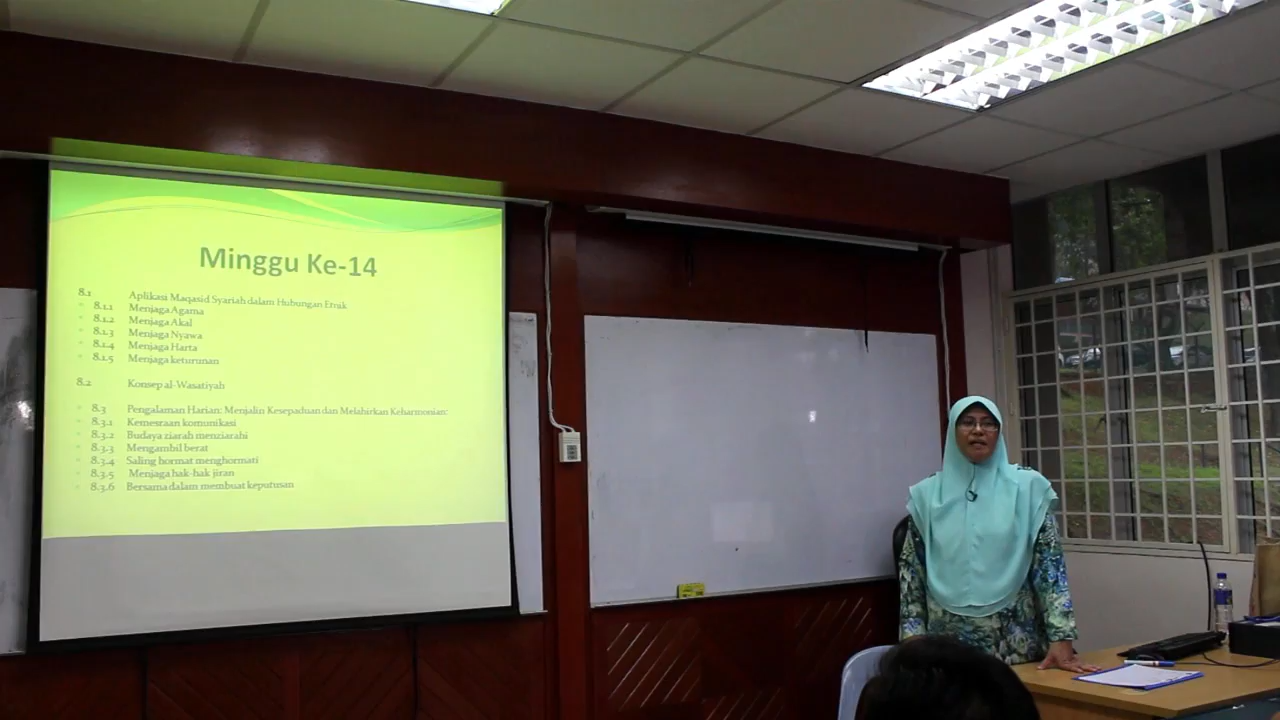 Minggu Ke-14
8.1 Aplikasi Maqasid Syariah dalam Hubungan Etnik
8.1.1 Menjaga Agama
8.1.2 Menjaga Akal
8.1.3 Menjaga Nyawa
8.1.4 Menjaga Harta
8.1.5 Menjaga keturunan
8.2 Konsep al-Wasatiyah
8.3 Pengalaman Harian: Menjalin Kesepaduan dan Melahirkan Keharmonian:
8.3.1 Kemesraan komunikasi
8.3.2 Budaya ziarah menziarahi
8.3.3 Mengambil berat
8.3.4 Saling hormat menghormati
8.3.5 Menjaga hak-hak jiran
8.3.6 Bersama dalam membuat keputusan